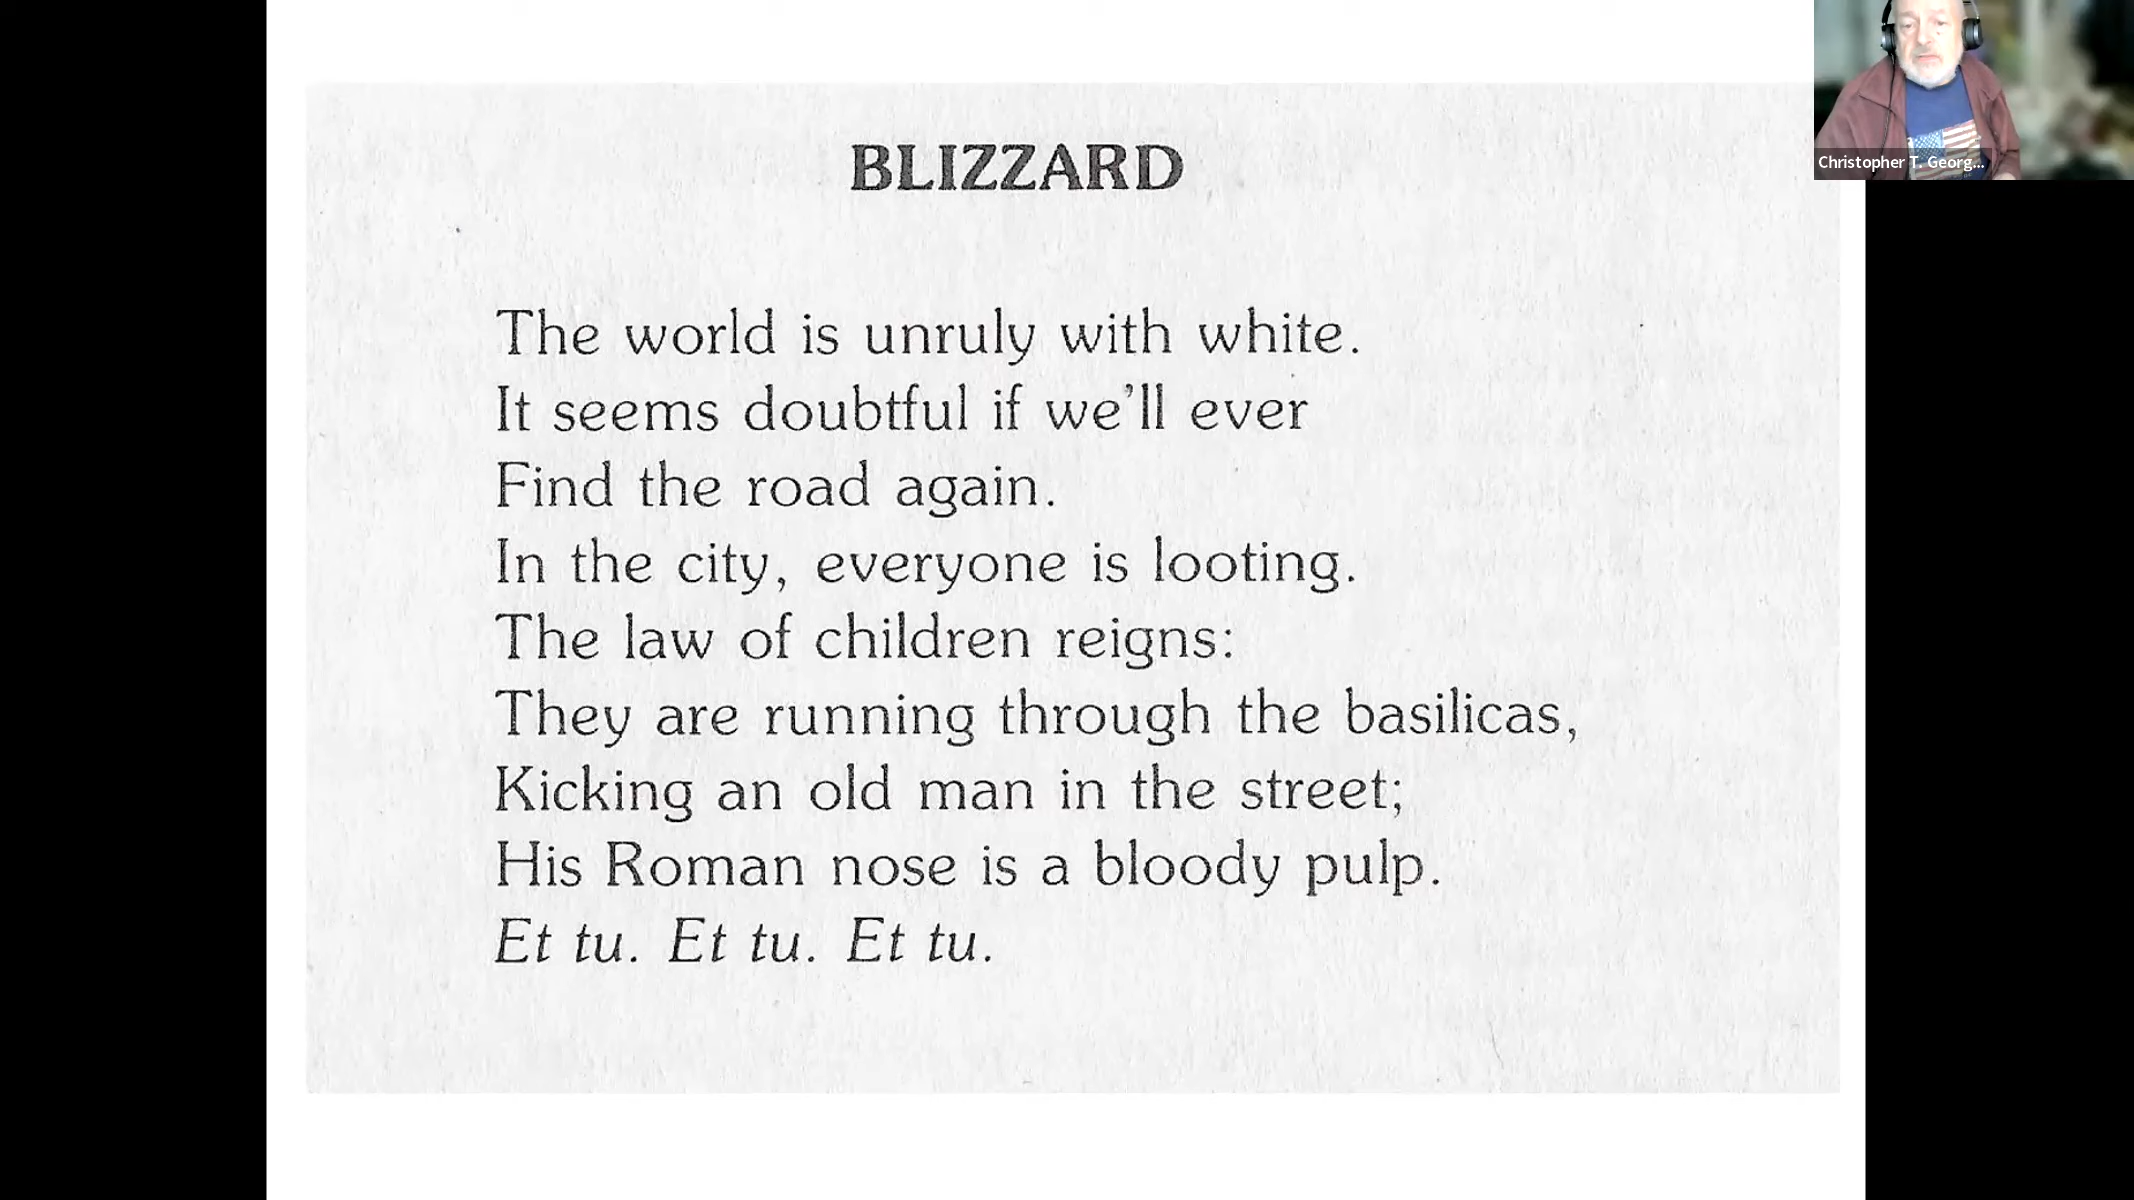 BLIZZARD
The world is unruly with white.
It seems doubtful if we'll ever
Find the road again.
In the city, everyone is looting.
The law of children reigns:
They are running through the basilicas,
Kicking an old man in the street;
His Roman nose is a bloody pulp.
Et tu. Et tu. Et tu.
Christopher T. Georg...